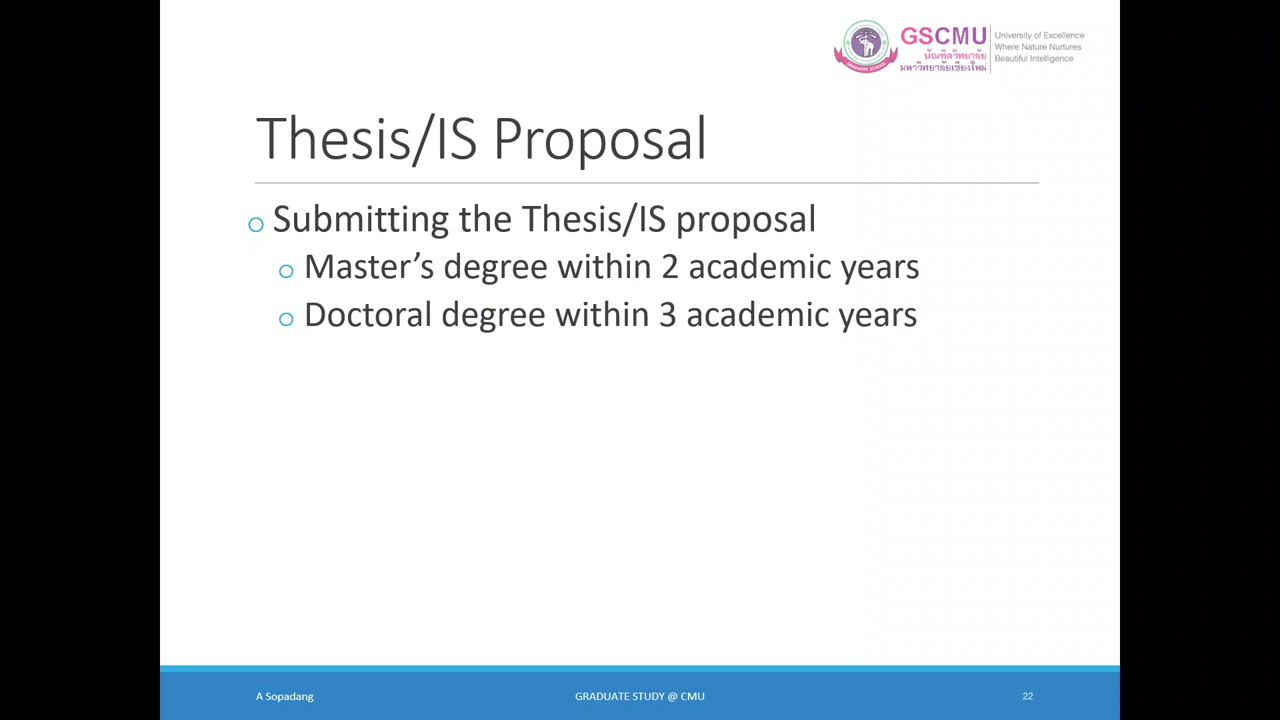 GSCMU
บัณฑิตวิทยาลัย
มหาวิทยาลัยเชียงใหม่
University of Excellence
Where Nature Nurtures
Beautiful Intelligence
Thesis/IS Proposal
Submitting the Thesis/IS proposal
Master’s degree within 2 academic years
Doctoral degree within 3 academic years
A Sopadang
GRADUATE STUDY @ CMU
22